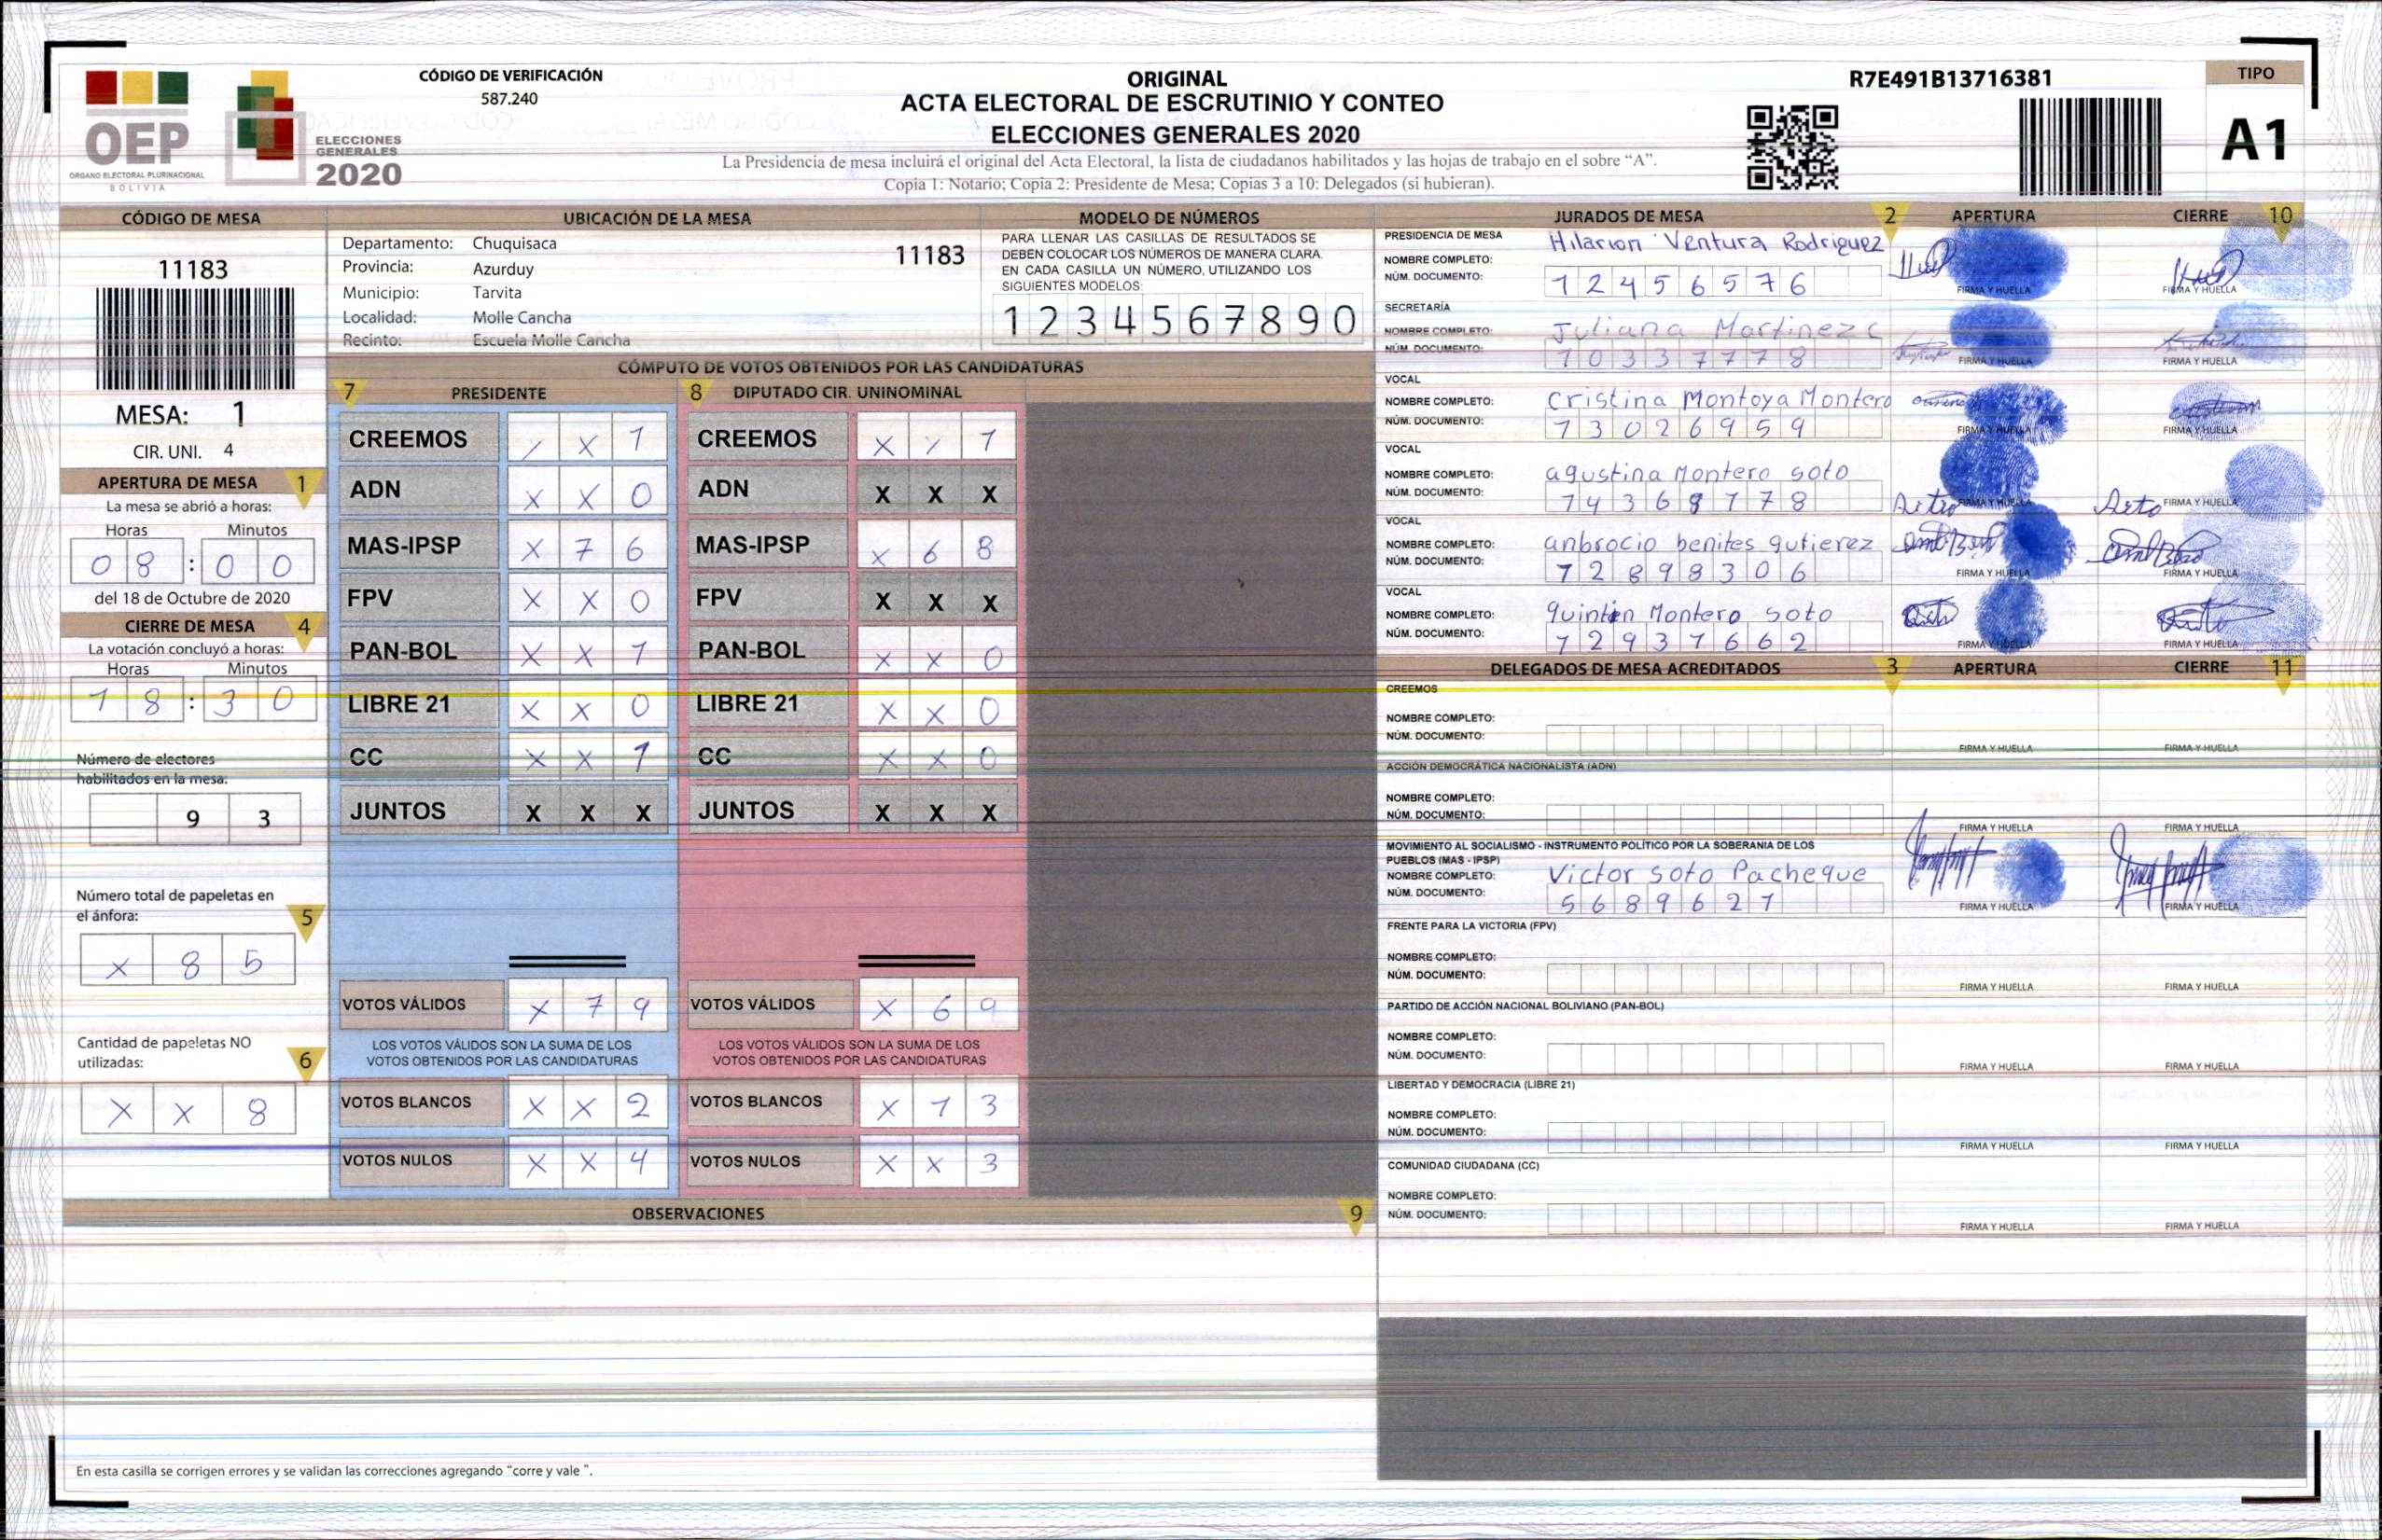 CÓDIGO DE VERIFICACIÓN
587.240
OEP
ORGANO ELECTORAL PLURINACIONAL
BOLIVIA
ELECCIONES
GENERALES
2020
ORIGINAL
ACTA ELECTORAL DE ESCRUTINIO Y CONTEO
ELECCIONES GENERALES 2020
La Presidencia de mesa incluirá el original del Acta Electoral, la lista de ciudadanos habilitados y las hojas de trabajo en el sobre “A”.
Copia 1: Notario; Copia 2: Presidente de Mesa; Copias 3 a 10: Delegados (si hubieran).
R7E491B13716381
TIPO
A1
CÓDIGO DE MESA
11183
MESA: 1
CIR. UNI. 4
APERTURA DE MESA 1
La mesa se abrió a horas:
Horas Minutos
0 8 : 0 0
del 18 de Octubre de 2020
CIERRE DE MESA 4
La votación concluyó a horas:
Horas Minutos
1 8 : 3 0
Número de electores
habilitados en la mesa:
9 3
Número total de papeletas en
el ánfora: 5
X 8 5
Cantidad de papeletas NO
utilizadas: 6
X X 8
UBICACIÓN DE LA MESA
Departamento: Chuquisaca 11183
Provincia: Azurduy
Municipio: Tarvita
Localidad: Molle Cancha
Recinto: Escuela Molle Cancha
MODELO DE NÚMEROS
PARA LLENAR LAS CASILLAS DE RESULTADOS SE
DEBEN COLOCAR LOS NÚMEROS DE MANERA CLARA.
EN CADA CASILLA UN NÚMERO, UTILIZANDO LOS
SIGUIENTES MODELOS:
1 2 3 4 5 6 7 8 9 0
CÓMPUTO DE VOTOS OBTENIDOS POR LAS CANDIDATURAS
7 PRESIDENTE 8 DIPUTADO CIR. UNINOMINAL
CREEMOS / X 1 CREEMOS X / 1
ADN X X 0 ADN X X X
MAS-IPSP X 7 6 MAS-IPSP X 6 8
FPV X X 0 FPV X X X
PAN-BOL X X 1 PAN-BOL X X 0
LIBRE 21 X X 0 LIBRE 21 X X 0
CC X X 1 CC X X 0
JUNTOS X X X JUNTOS X X X
VOTOS VÁLIDOS X 7 9 VOTOS VÁLIDOS X 6 9
LOS VOTOS VÁLIDOS SON LA SUMA DE LOS LOS VOTOS VÁLIDOS SON LA SUMA DE LOS
VOTOS OBTENIDOS POR LAS CANDIDATURAS VOTOS OBTENIDOS POR LAS CANDIDATURAS
VOTOS BLANCOS X X 2 VOTOS BLANCOS X 1 3
VOTOS NULOS X X 4 VOTOS NULOS X X 3
OBSERVACIONES 9
En esta casilla se corrigen errores y se validan las correcciones agregando “corre y vale ”.
JURADOS DE MESA 2 APERTURA CIERRE 10
PRESIDENCIA DE MESA
NOMBRE COMPLETO: Hilarion Ventura Rodriguez
NÚM. DOCUMENTO: 1 2 4 5 6 5 7 6
FIRMA Y HUELLA FIRMA Y HUELLA
SECRETARÍA
NOMBRE COMPLETO: Juliana Martinez c
NÚM. DOCUMENTO: 1 0 3 3 7 7 7 8
FIRMA Y HUELLA FIRMA Y HUELLA
VOCAL
NOMBRE COMPLETO: Cristina Montoya Montero
NÚM. DOCUMENTO: 7 3 0 2 6 9 5 9
FIRMA Y HUELLA FIRMA Y HUELLA
VOCAL
NOMBRE COMPLETO: agustina Montero soto
NÚM. DOCUMENTO: 7 4 3 6 8 7 7 8
FIRMA Y HUELLA FIRMA Y HUELLA
VOCAL
NOMBRE COMPLETO: anbrocio benites gutierez
NÚM. DOCUMENTO: 7 2 8 9 8 3 0 6
FIRMA Y HUELLA FIRMA Y HUELLA
VOCAL
NOMBRE COMPLETO: quintin Montero soto
NÚM. DOCUMENTO: 7 2 9 3 7 6 6 2
FIRMA Y HUELLA FIRMA Y HUELLA
DELEGADOS DE MESA ACREDITADOS 3 APERTURA CIERRE 11
CREEMOS
NOMBRE COMPLETO:
NÚM. DOCUMENTO:
FIRMA Y HUELLA FIRMA Y HUELLA
ACCIÓN DEMOCRÁTICA NACIONALISTA (ADN)
NOMBRE COMPLETO:
NÚM. DOCUMENTO:
FIRMA Y HUELLA FIRMA Y HUELLA
MOVIMIENTO AL SOCIALISMO - INSTRUMENTO POLÍTICO POR LA SOBERANIA DE LOS
PUEBLOS (MAS - IPSP)
NOMBRE COMPLETO: Victor soto Pacheque
NÚM. DOCUMENTO: 5 6 8 9 6 2 1
FIRMA Y HUELLA FIRMA Y HUELLA
FRENTE PARA LA VICTORIA (FPV)
NOMBRE COMPLETO:
NÚM. DOCUMENTO:
FIRMA Y HUELLA FIRMA Y HUELLA
PARTIDO DE ACCIÓN NACIONAL BOLIVIANO (PAN-BOL)
NOMBRE COMPLETO:
NÚM. DOCUMENTO:
FIRMA Y HUELLA FIRMA Y HUELLA
LIBERTAD Y DEMOCRACIA (LIBRE 21)
NOMBRE COMPLETO:
NÚM. DOCUMENTO:
FIRMA Y HUELLA FIRMA Y HUELLA
COMUNIDAD CIUDADANA (CC)
NOMBRE COMPLETO:
NÚM. DOCUMENTO:
FIRMA Y HUELLA FIRMA Y HUELLA